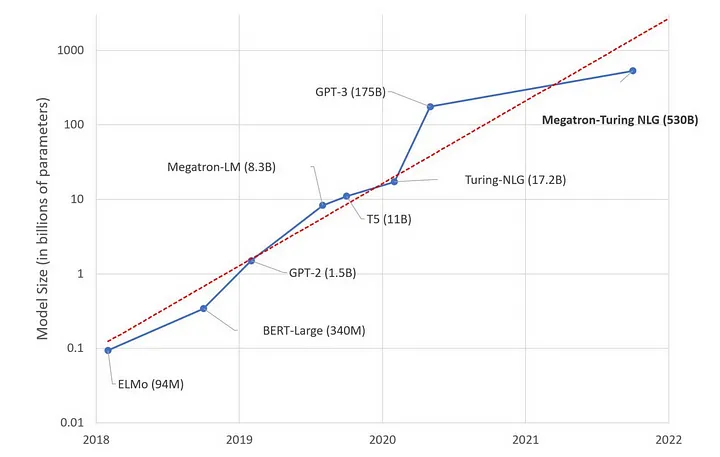 Model Size (in billions of parameters)
1000
100
10
1
0.1
0.01
GPT-3 (175B)
Megatron-Turing NLG (530B)
Megatron-LM (8.3B)
Turing-NLG (17.2B)
T5 (11B)
GPT-2 (1.5B)
BERT-Large (340M)
ELMo (94M)
2018
2019
2020
2021
2022